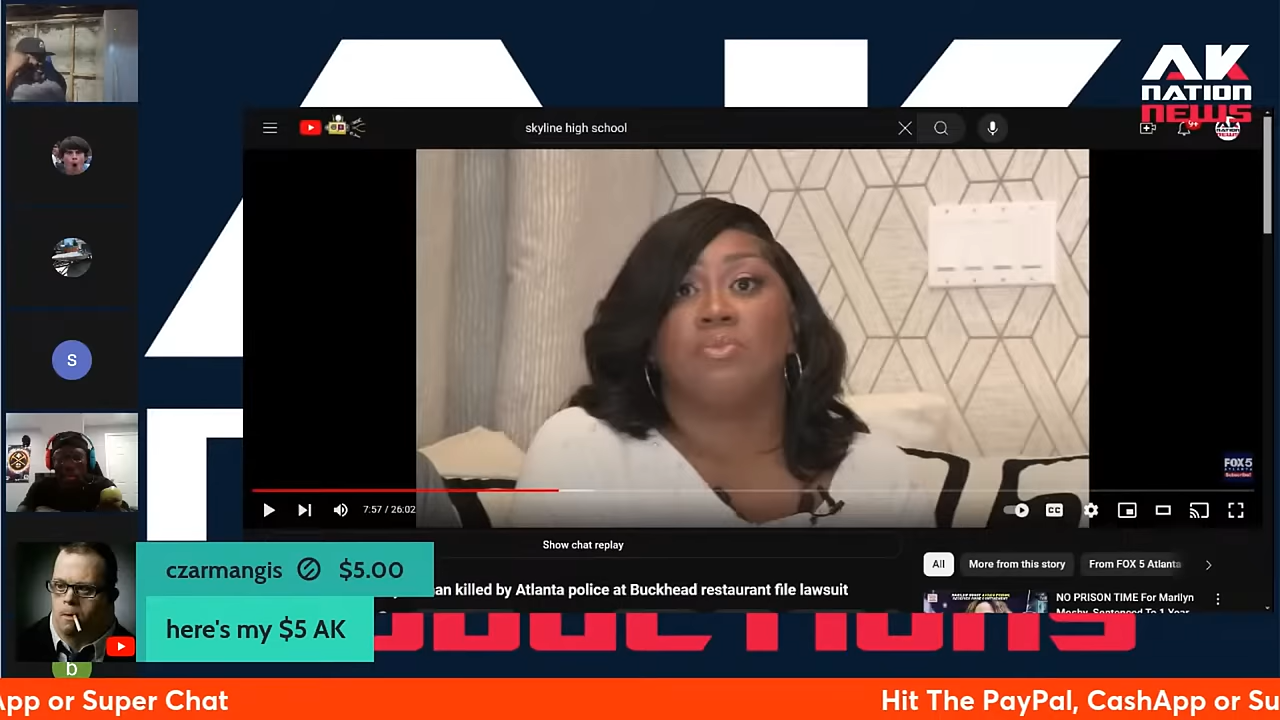 AK
NATION
NEWS
skyline high school
9+
S
FOX 5
ATLANTA
7:57 / 26:02
CC
Show chat replay
All
More from this story
From FOX 5 Atlanta
an killed by Atlanta police at Buckhead restaurant file lawsuit
NO PRISON TIME For Marilyn
Mosby, Sentenced To 1 Year
czarmangis $5.00
here's my $5 AK
b
App or Super Chat
Hit The PayPal, CashApp or Su